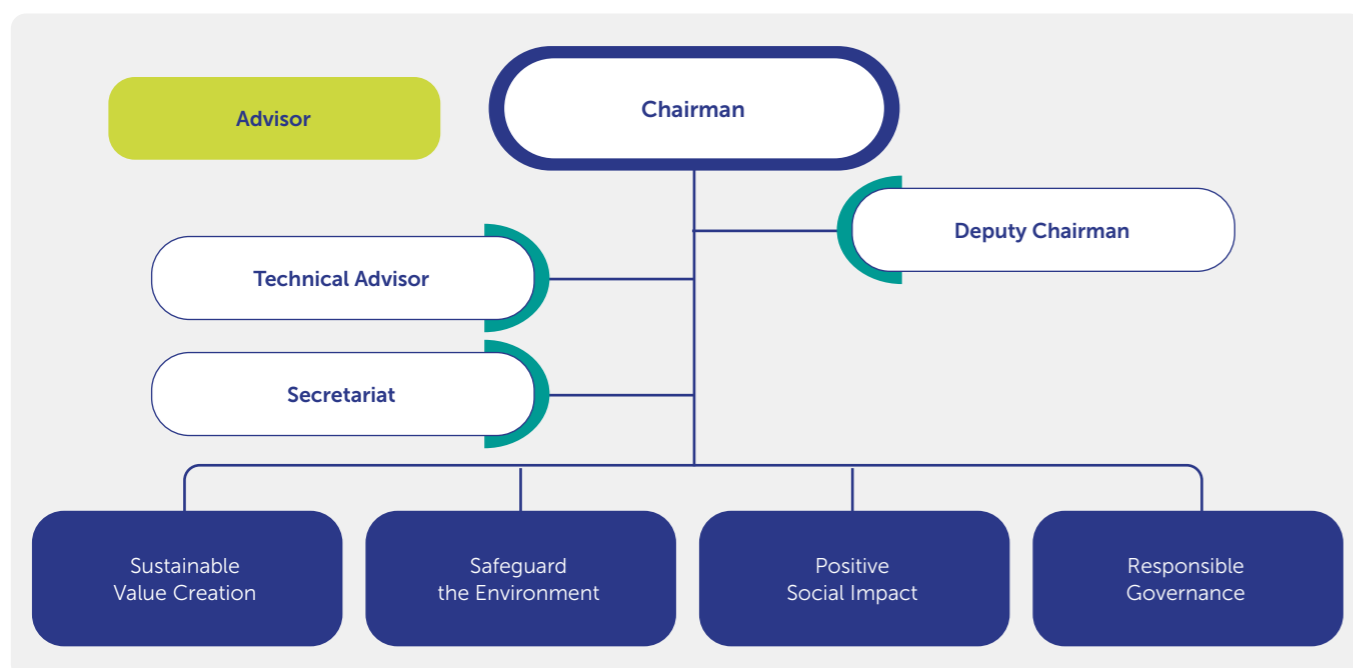 Advisor
Chairman
Deputy Chairman
Technical Advisor
Secretariat
Sustainable
Value Creation
Safeguard
the Environment
Positive
Social Impact
Responsible
Governance